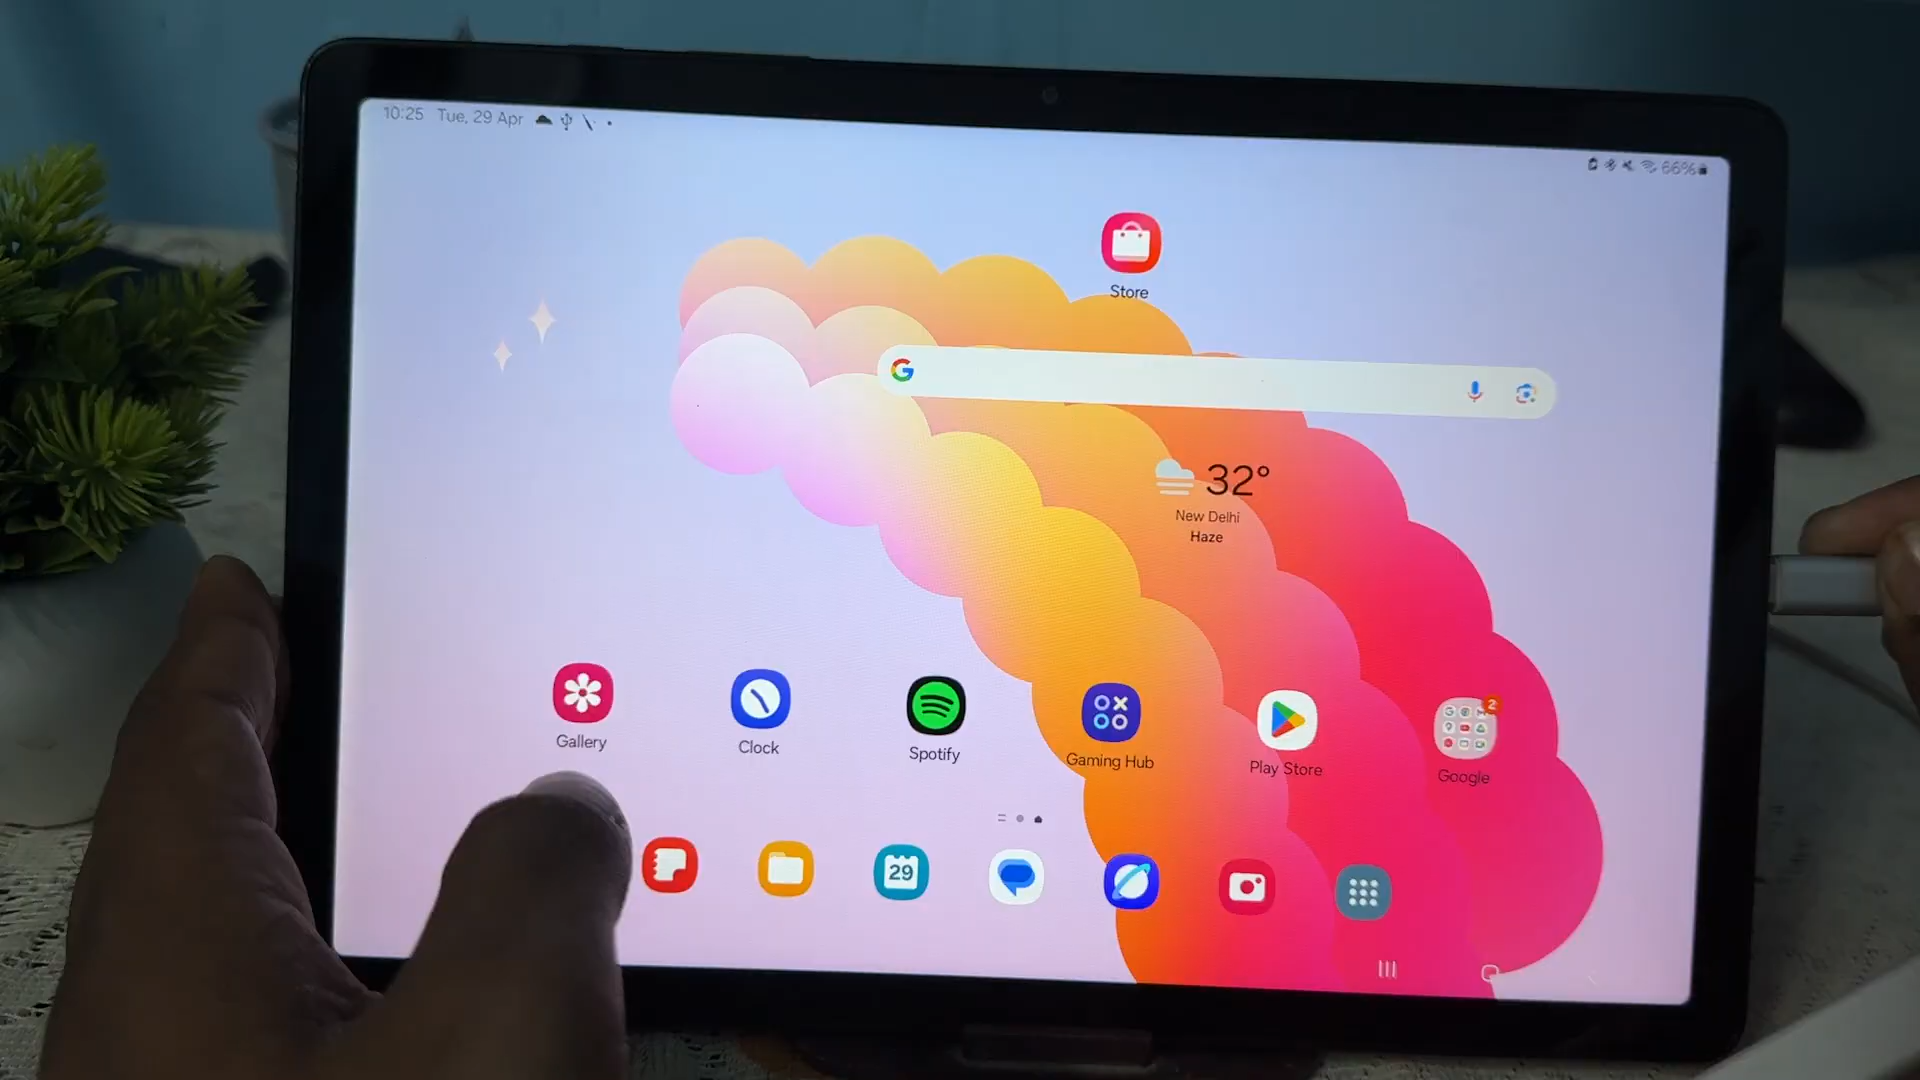 10:25 Tue, 29 Apr
66%
Store
G
32°
New Delhi
Haze
Gallery
Clock
Spotify
Gaming Hub
Play Store
2
Google
29